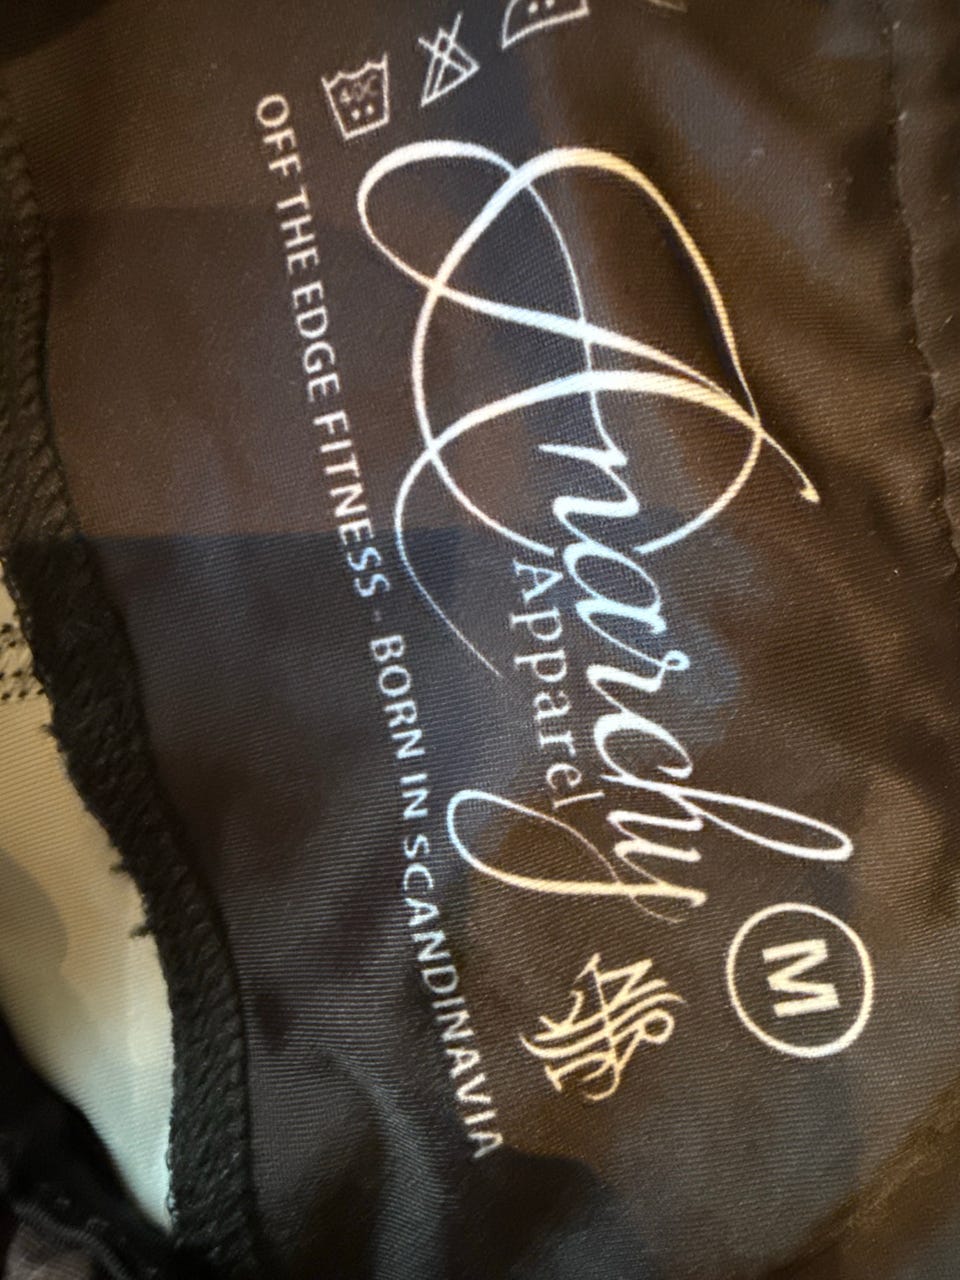 M
Anarchy
Apparel
OFF THE EDGE FITNESS · BORN IN SCANDINAVIA